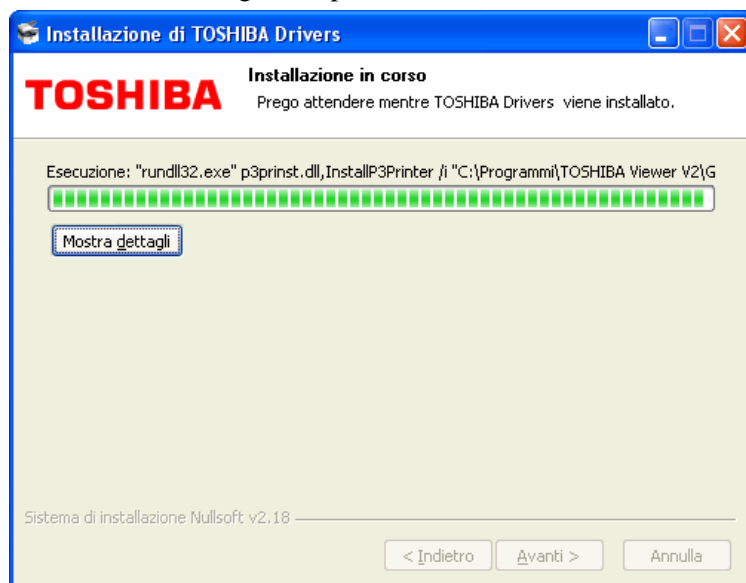 Installazione di TOSHIBA Drivers
TOSHIBA
Installazione in corso
Prego attendere mentre TOSHIBA Drivers viene installato.
Esecuzione: "rundll32.exe" p3prinst.dll,InstallP3Printer /i "C:\Programmi\TOSHIBA Viewer V2\G
Mostra dettagli
Sistema di installazione Nullsoft v2.18
< Indietro Avanti > Annulla